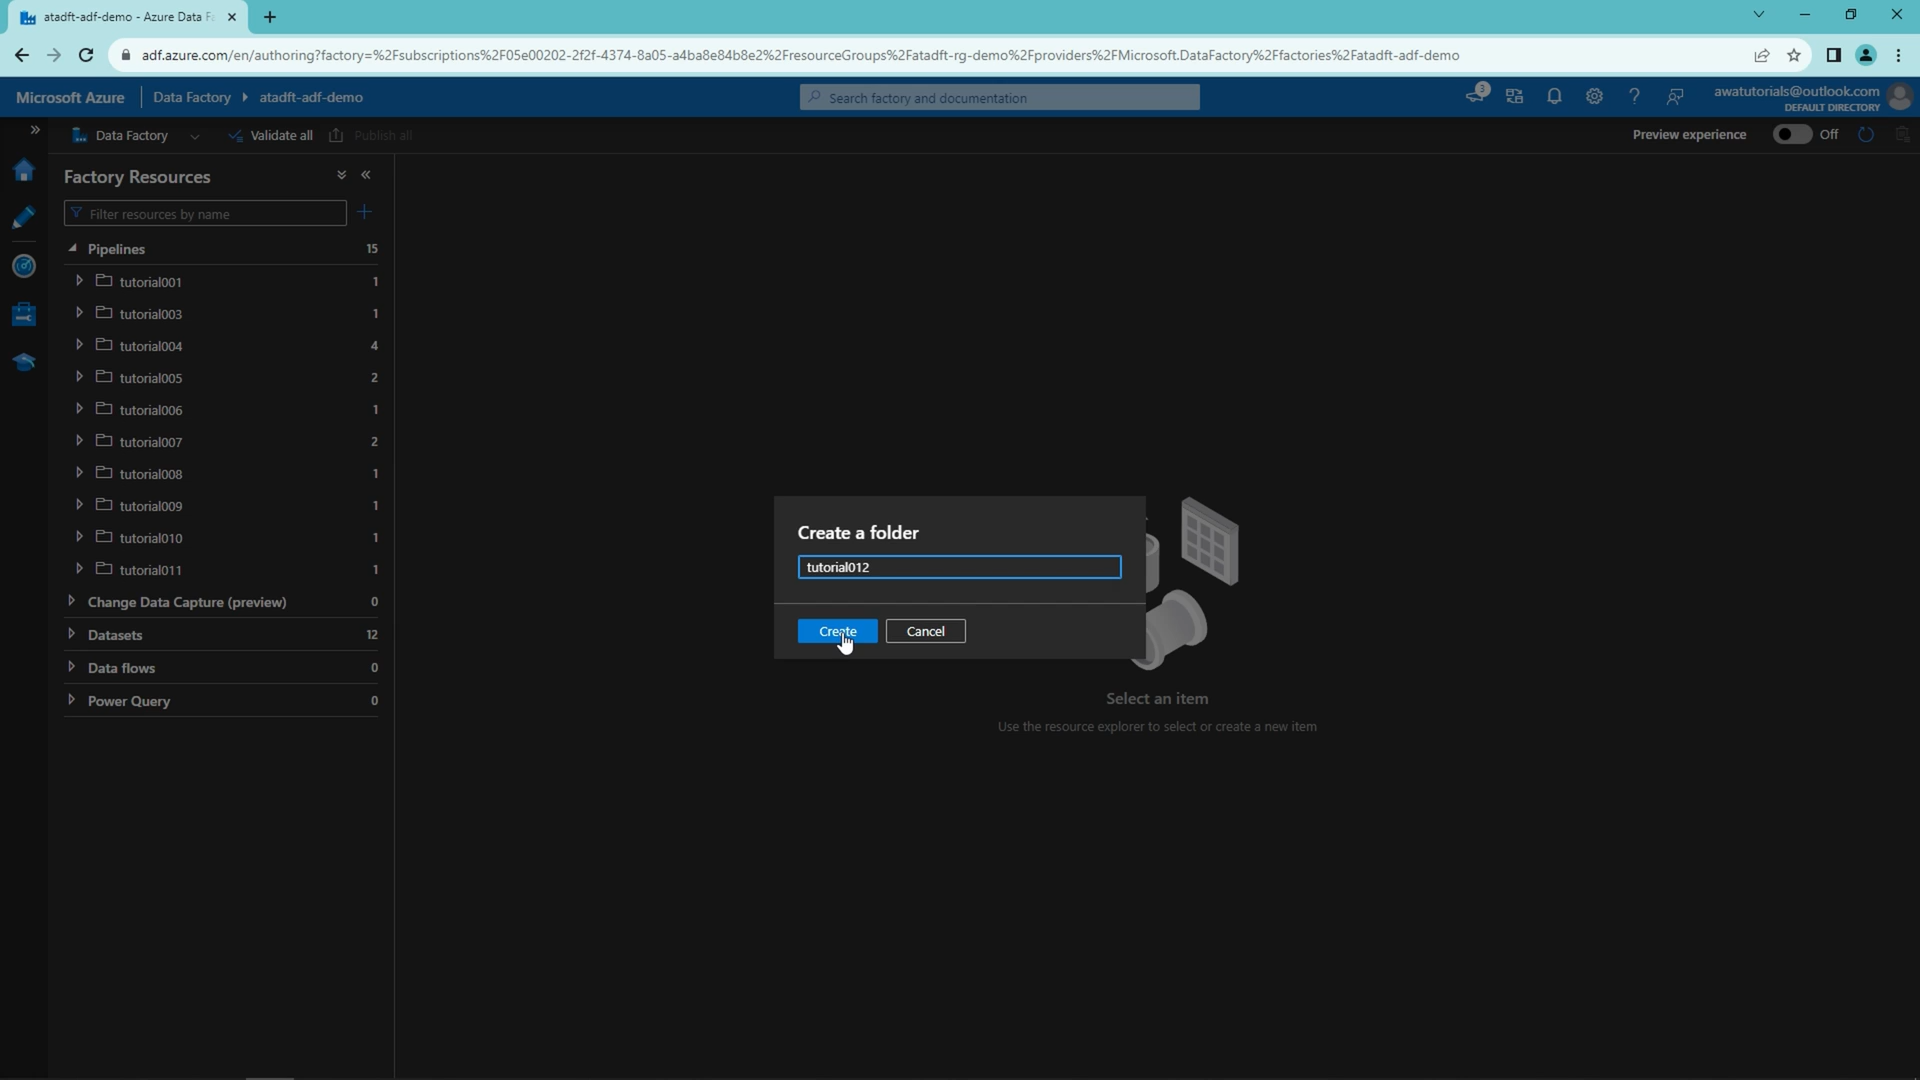 atadft-adf-demo - Azure Data Fa
adf.azure.com/en/authoring?factory=%2Fsubscriptions%2F05e00202-2f2f-4374-8a05-a4ba8e84b8e2%2FresourceGroups%2Fatadft-rg-demo%2Fproviders%2FMicrosoft.DataFactory%2Ffactories%2Fatadft-adf-demo
Microsoft Azure Data Factory atadft-adf-demo Search factory and documentation 3 awatutorials@outlook.com
DEFAULT DIRECTORY
Data Factory Validate all Publish all Preview experience Off
Factory Resources
Filter resources by name
Pipelines 15
tutorial001 1
tutorial003 1
tutorial004 4
tutorial005 2
tutorial006 1
tutorial007 2
tutorial008 1
tutorial009 1
tutorial010 1
tutorial011 1
Change Data Capture (preview) 0
Datasets 12
Data flows 0
Power Query 0
Create a folder
tutorial012
Create Cancel
Select an item
Use the resource explorer to select or create a new item